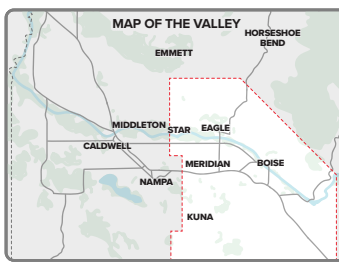 MAP OF THE VALLEY
HORSESHOE
BEND
EMMETT
MIDDLETON
STAR
EAGLE
CALDWELL
MERIDIAN
BOISE
NAMPA
KUNA